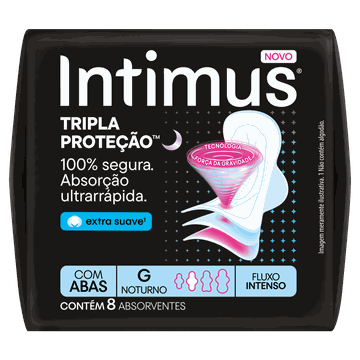 NOVO
Intimus®
TRIPLA
PROTEÇÃO™
100% segura.
Absorção
ultrarrápida.
extra suave¹
TECNOLOGIA
FORÇA DA GRAVIDADE
Imagem meramente ilustrativa. 1 Não contém algodão.
COM
ABAS
G
NOTURNO
FLUXO
INTENSO
CONTÉM 8 ABSORVENTES